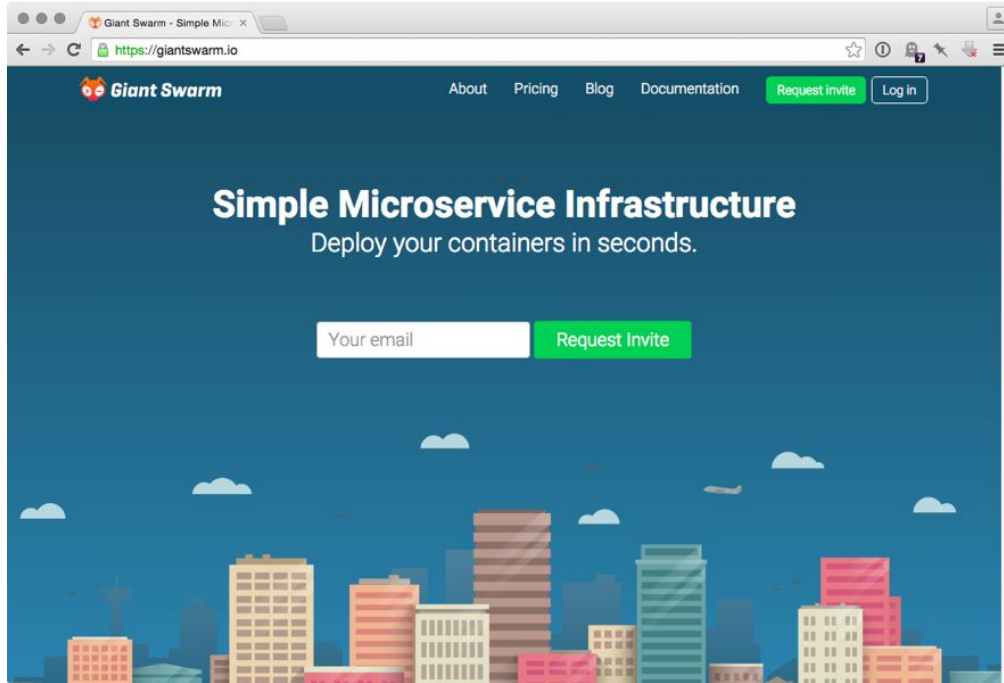 Giant Swarm - Simple Mic
https://giantswarm.io
7
Giant Swarm
About Pricing Blog Documentation Request invite Log in
Simple Microservice Infrastructure
Deploy your containers in seconds.
Your email Request Invite